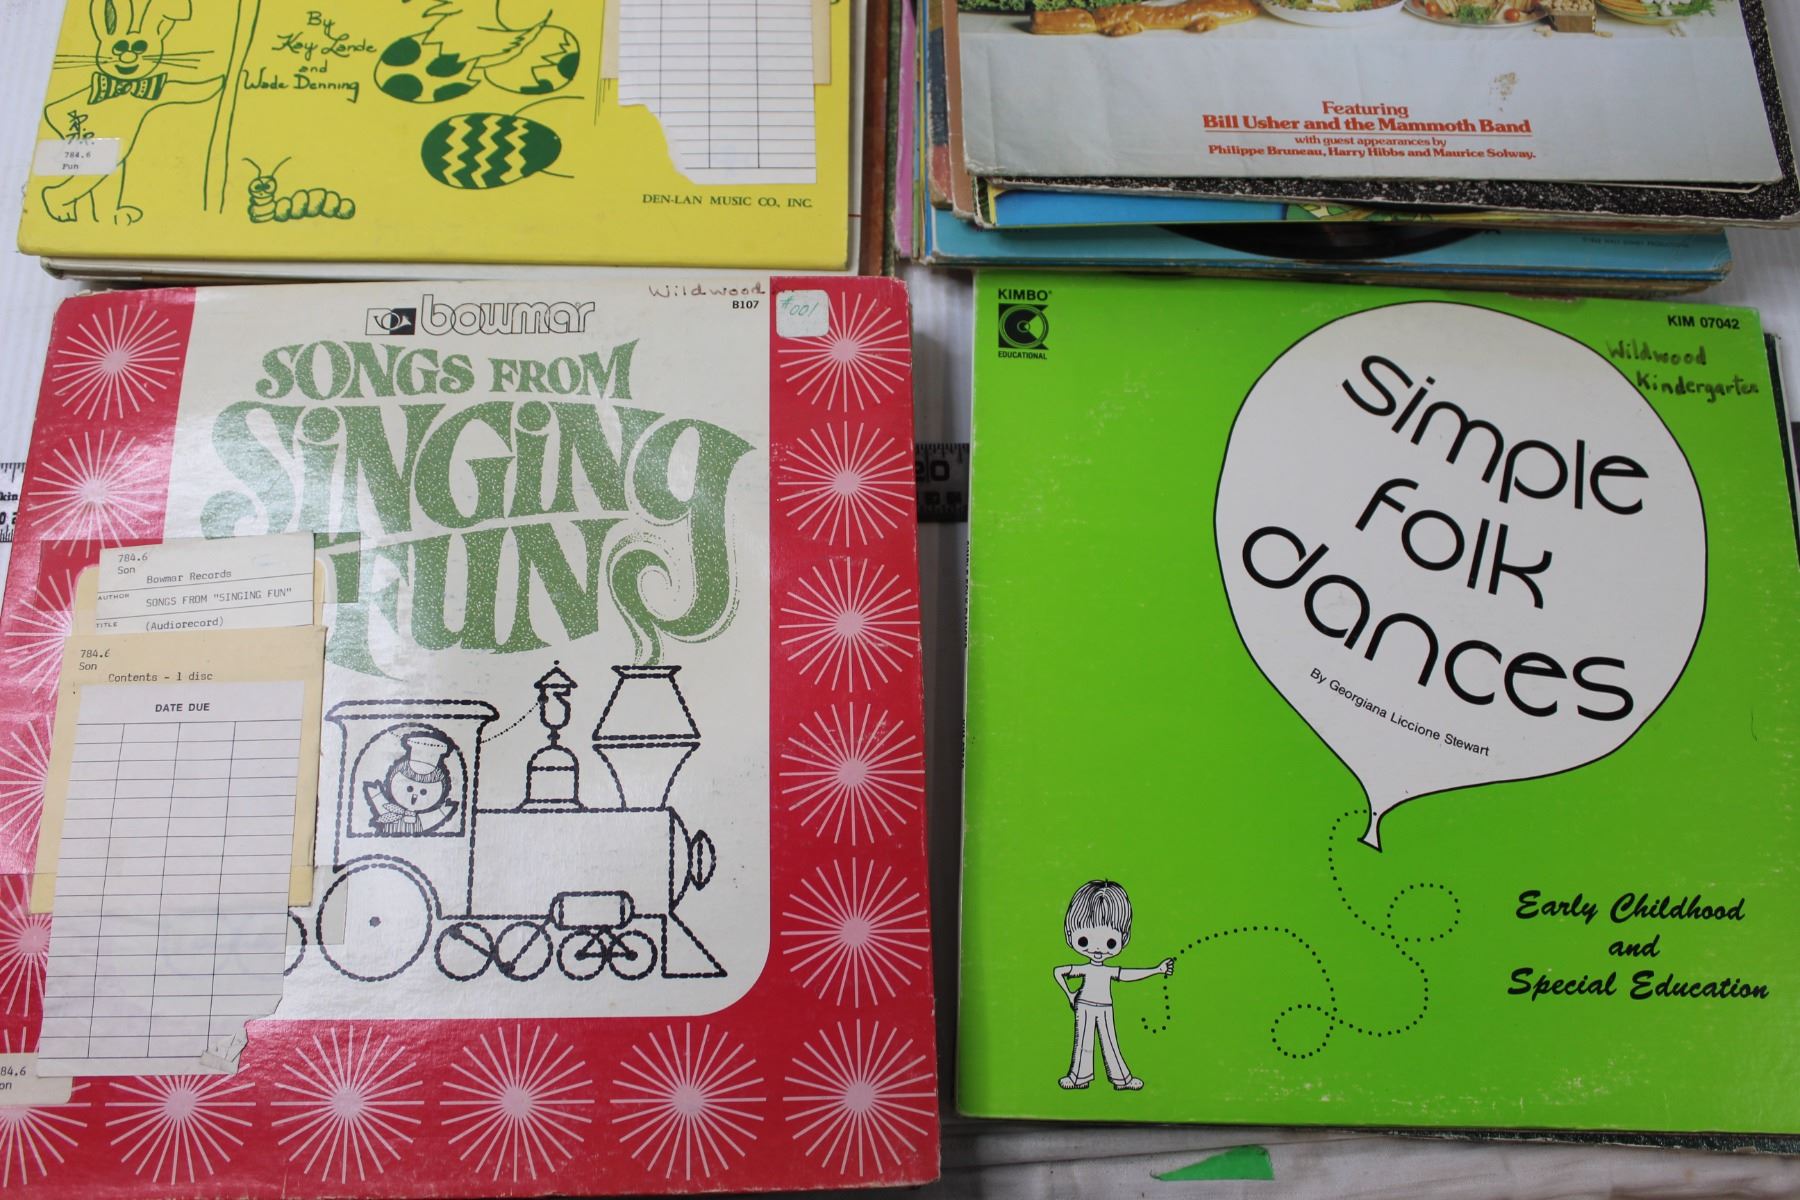 By
Kay Lande
and
Wade Denning
784.6
Fun
DEN-LAN MUSIC CO., INC.
Featuring
Bill Usher and the Mammoth Band
with guest appearances by
Philippe Bruneau, Harry Hibbs and Maurice Solway.
Wildwood
bowmar
B107
#001
SONGS FROM
SiNGiNG
FUN
784.6
Son
Bowmar Records
AUTHOR
SONGS FROM "SINGING FUN"
TITLE
(Audiorecord)
784.6
Son
Contents - 1 disc
DATE DUE
84.6
on
20
KIMBO
EDUCATIONAL
KIM 07042
Wildwood
Kindergarten
simple
folk
dances
By Georgiana Liccione Stewart
Early Childhood
and
Special Education